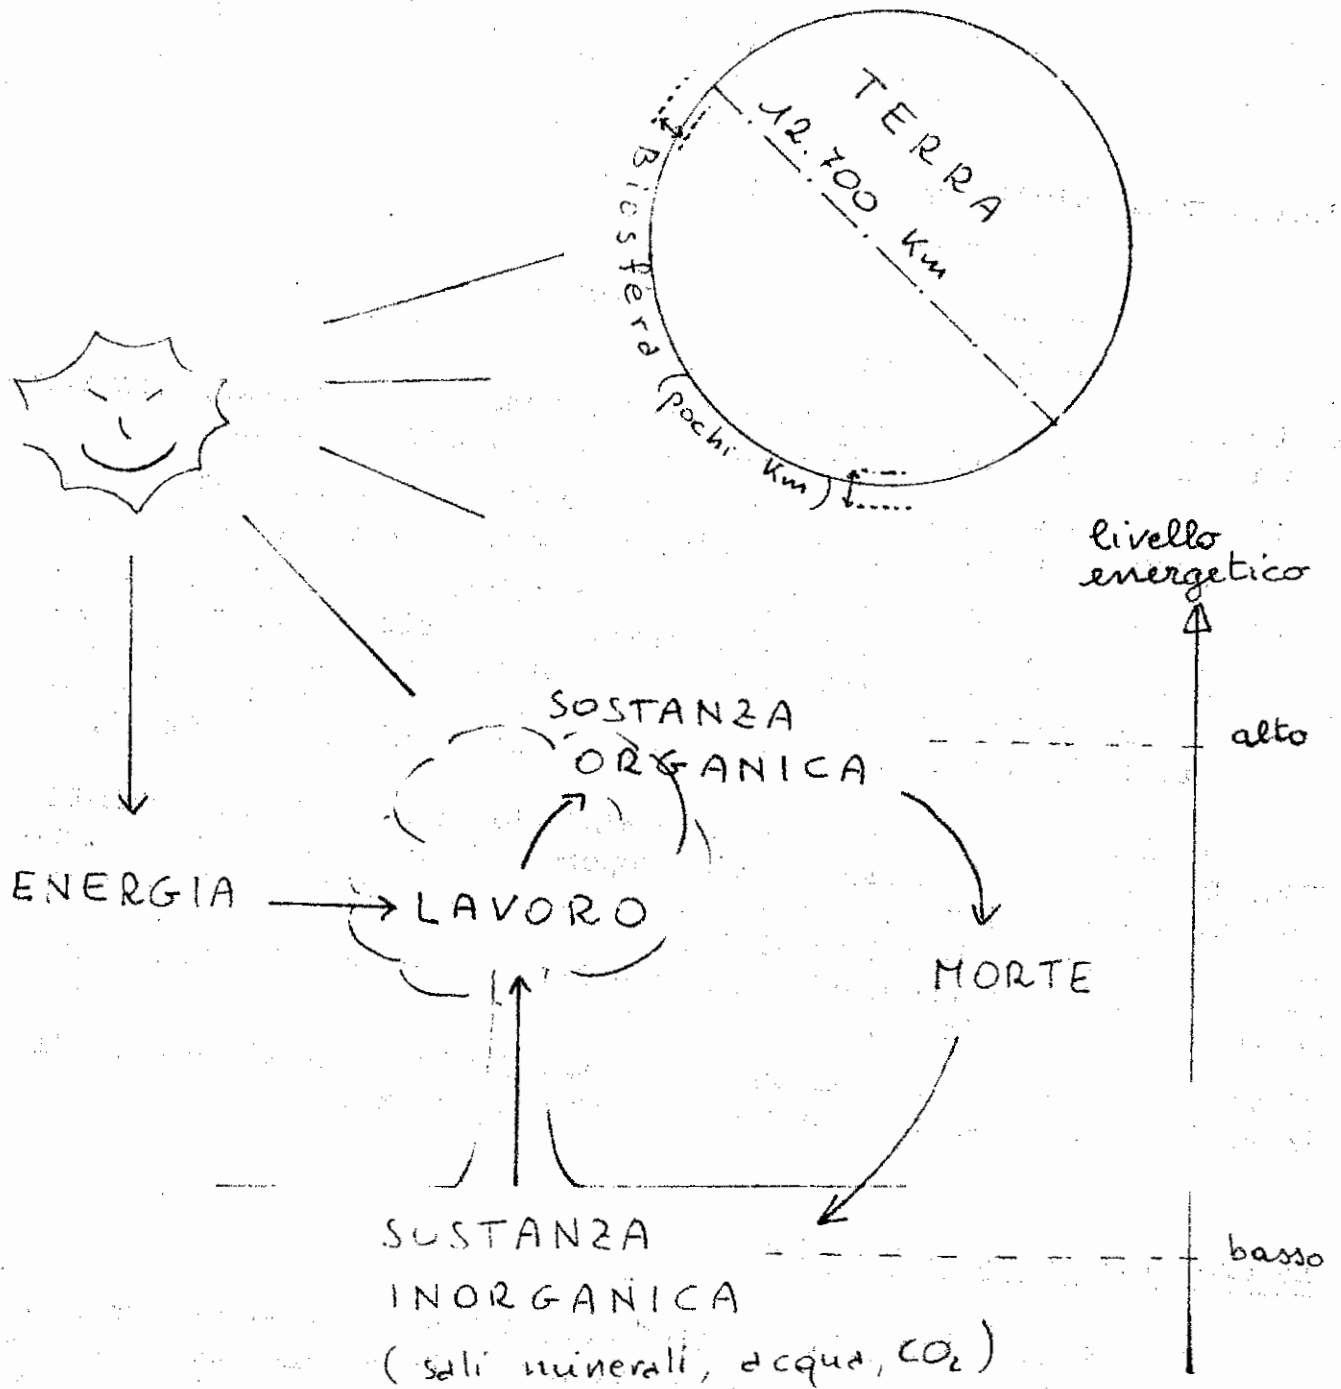 TERRA
12.700 Km
Biosfera (pochi Km)
livello
energetico
SOSTANZA
ORGANICA
alto
ENERGIA
LAVORO
MORTE
SOSTANZA
INORGANICA
basso
(sali minerali, acqua, CO₂)